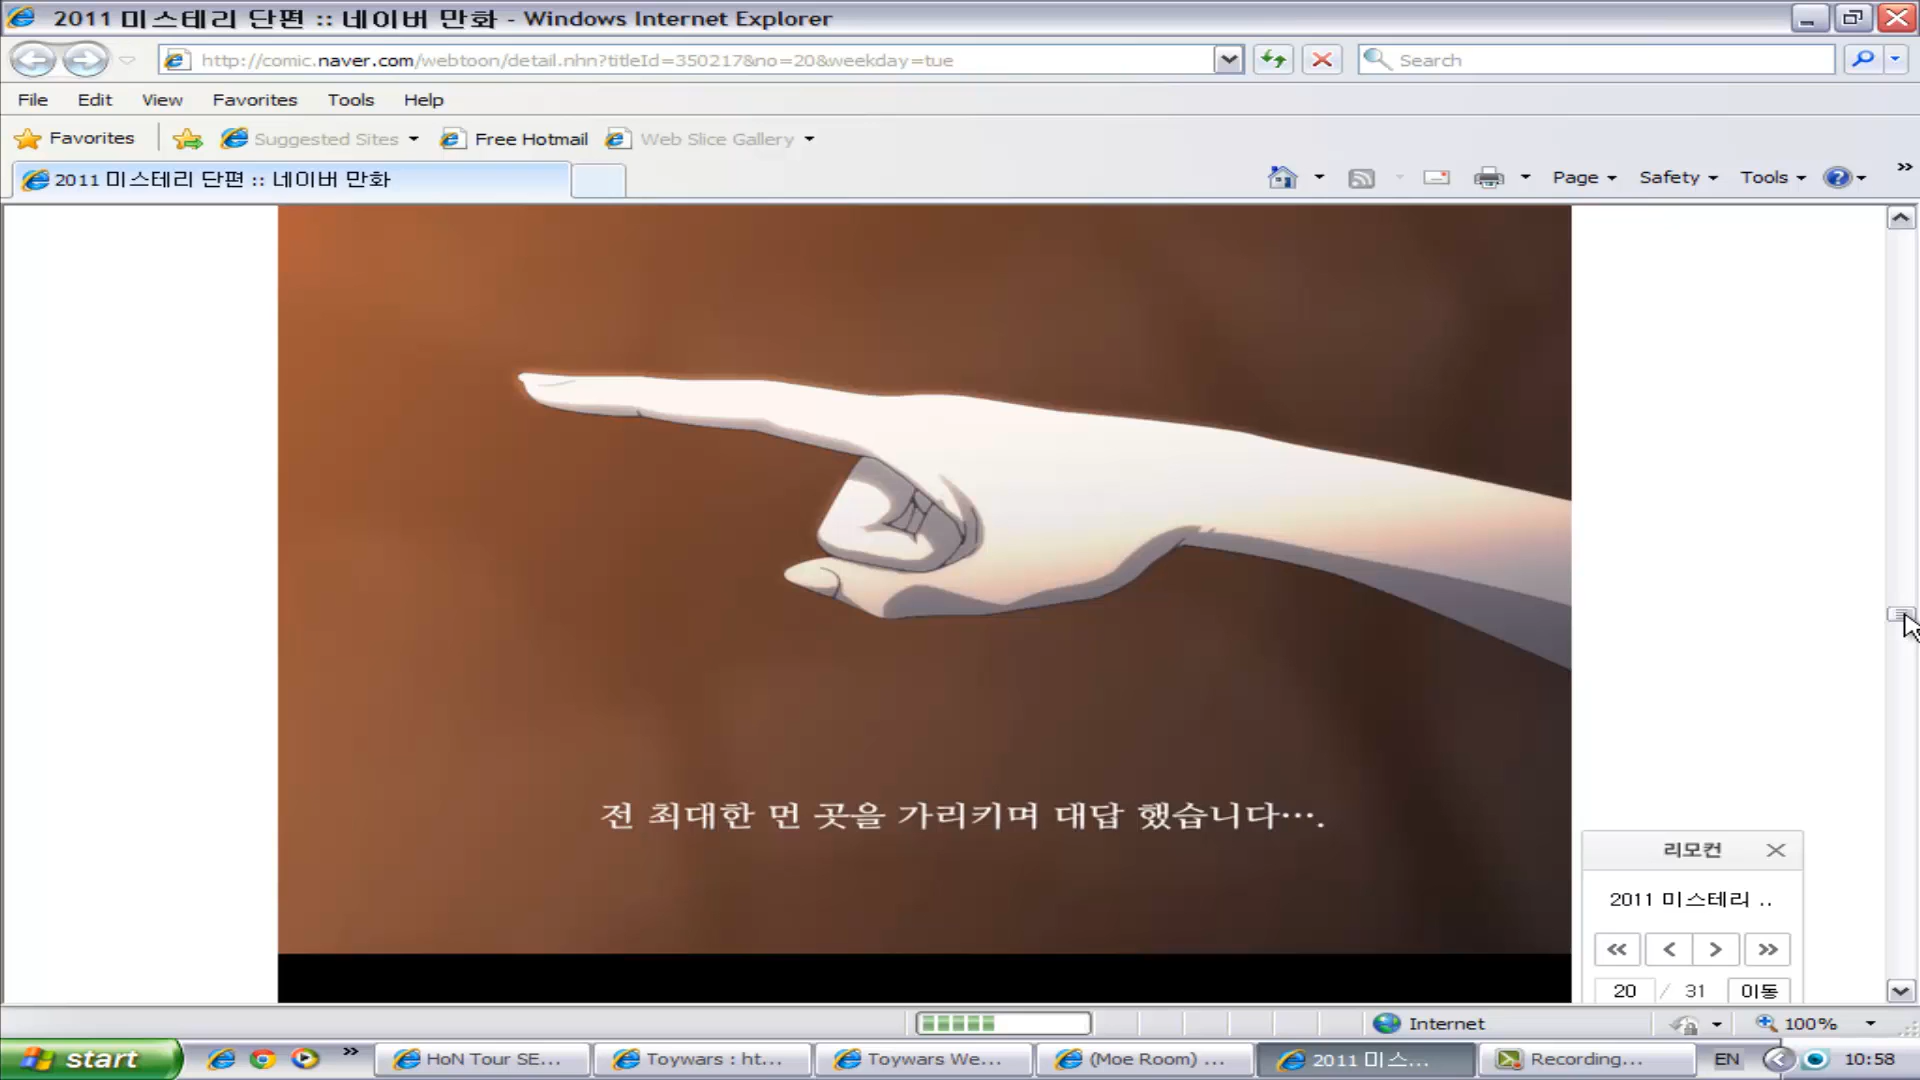 2011 미스테리 단편 :: 네이버 만화 - Windows Internet Explorer
http://comic.naver.com/webtoon/detail.nhn?titleId=350217&no=20&weekday=tue
Search
File Edit View Favorites Tools Help
Favorites Suggested Sites Free Hotmail Web Slice Gallery
2011 미스테리 단편 :: 네이버 만화
Page Safety Tools
전 최대한 먼 곳을 가리키며 대답 했습니다….
리모컨
2011 미스테리 ..
20 / 31 이동
Internet 100%
start HoN Tour SE... Toywars : ht... Toywars We... (Moe Room) ... 2011 미스... Recording... EN 10:58